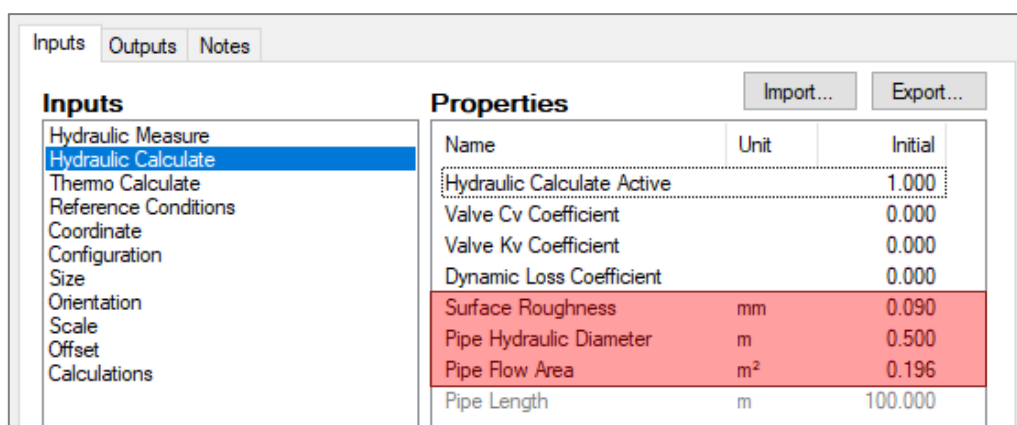 Inputs Outputs Notes
Inputs
Hydraulic Measure
Hydraulic Calculate
Thermo Calculate
Reference Conditions
Coordinate
Configuration
Size
Orientation
Scale
Offset
Calculations
Properties Import... Export...
Name Unit Initial
Hydraulic Calculate Active 1.000
Valve Cv Coefficient 0.000
Valve Kv Coefficient 0.000
Dynamic Loss Coefficient 0.000
Surface Roughness mm 0.090
Pipe Hydraulic Diameter m 0.500
Pipe Flow Area m² 0.196
Pipe Length m 100.000